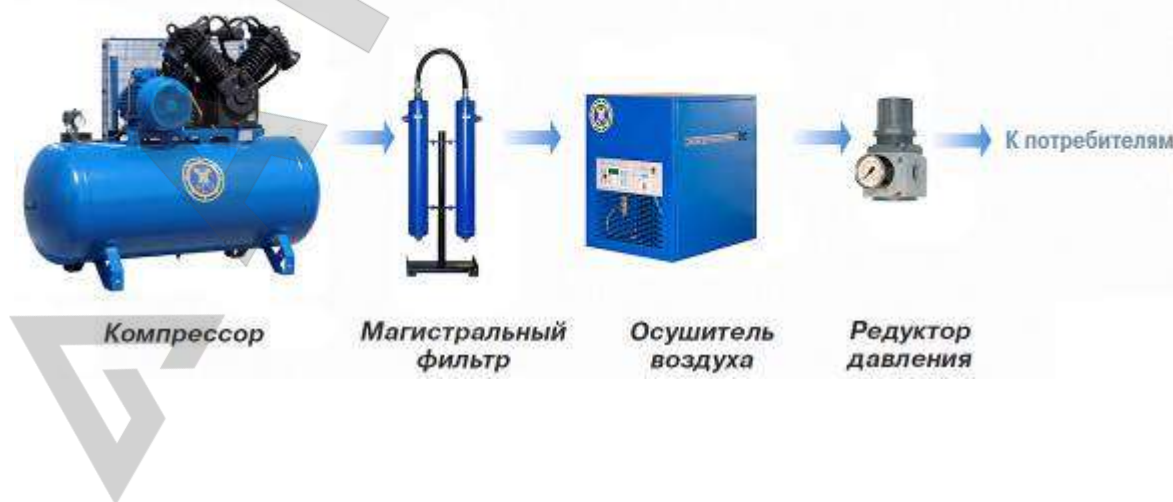 К потребителям
Компрессор
Магистральный
фильтр
Осушитель
воздуха
Редуктор
давления